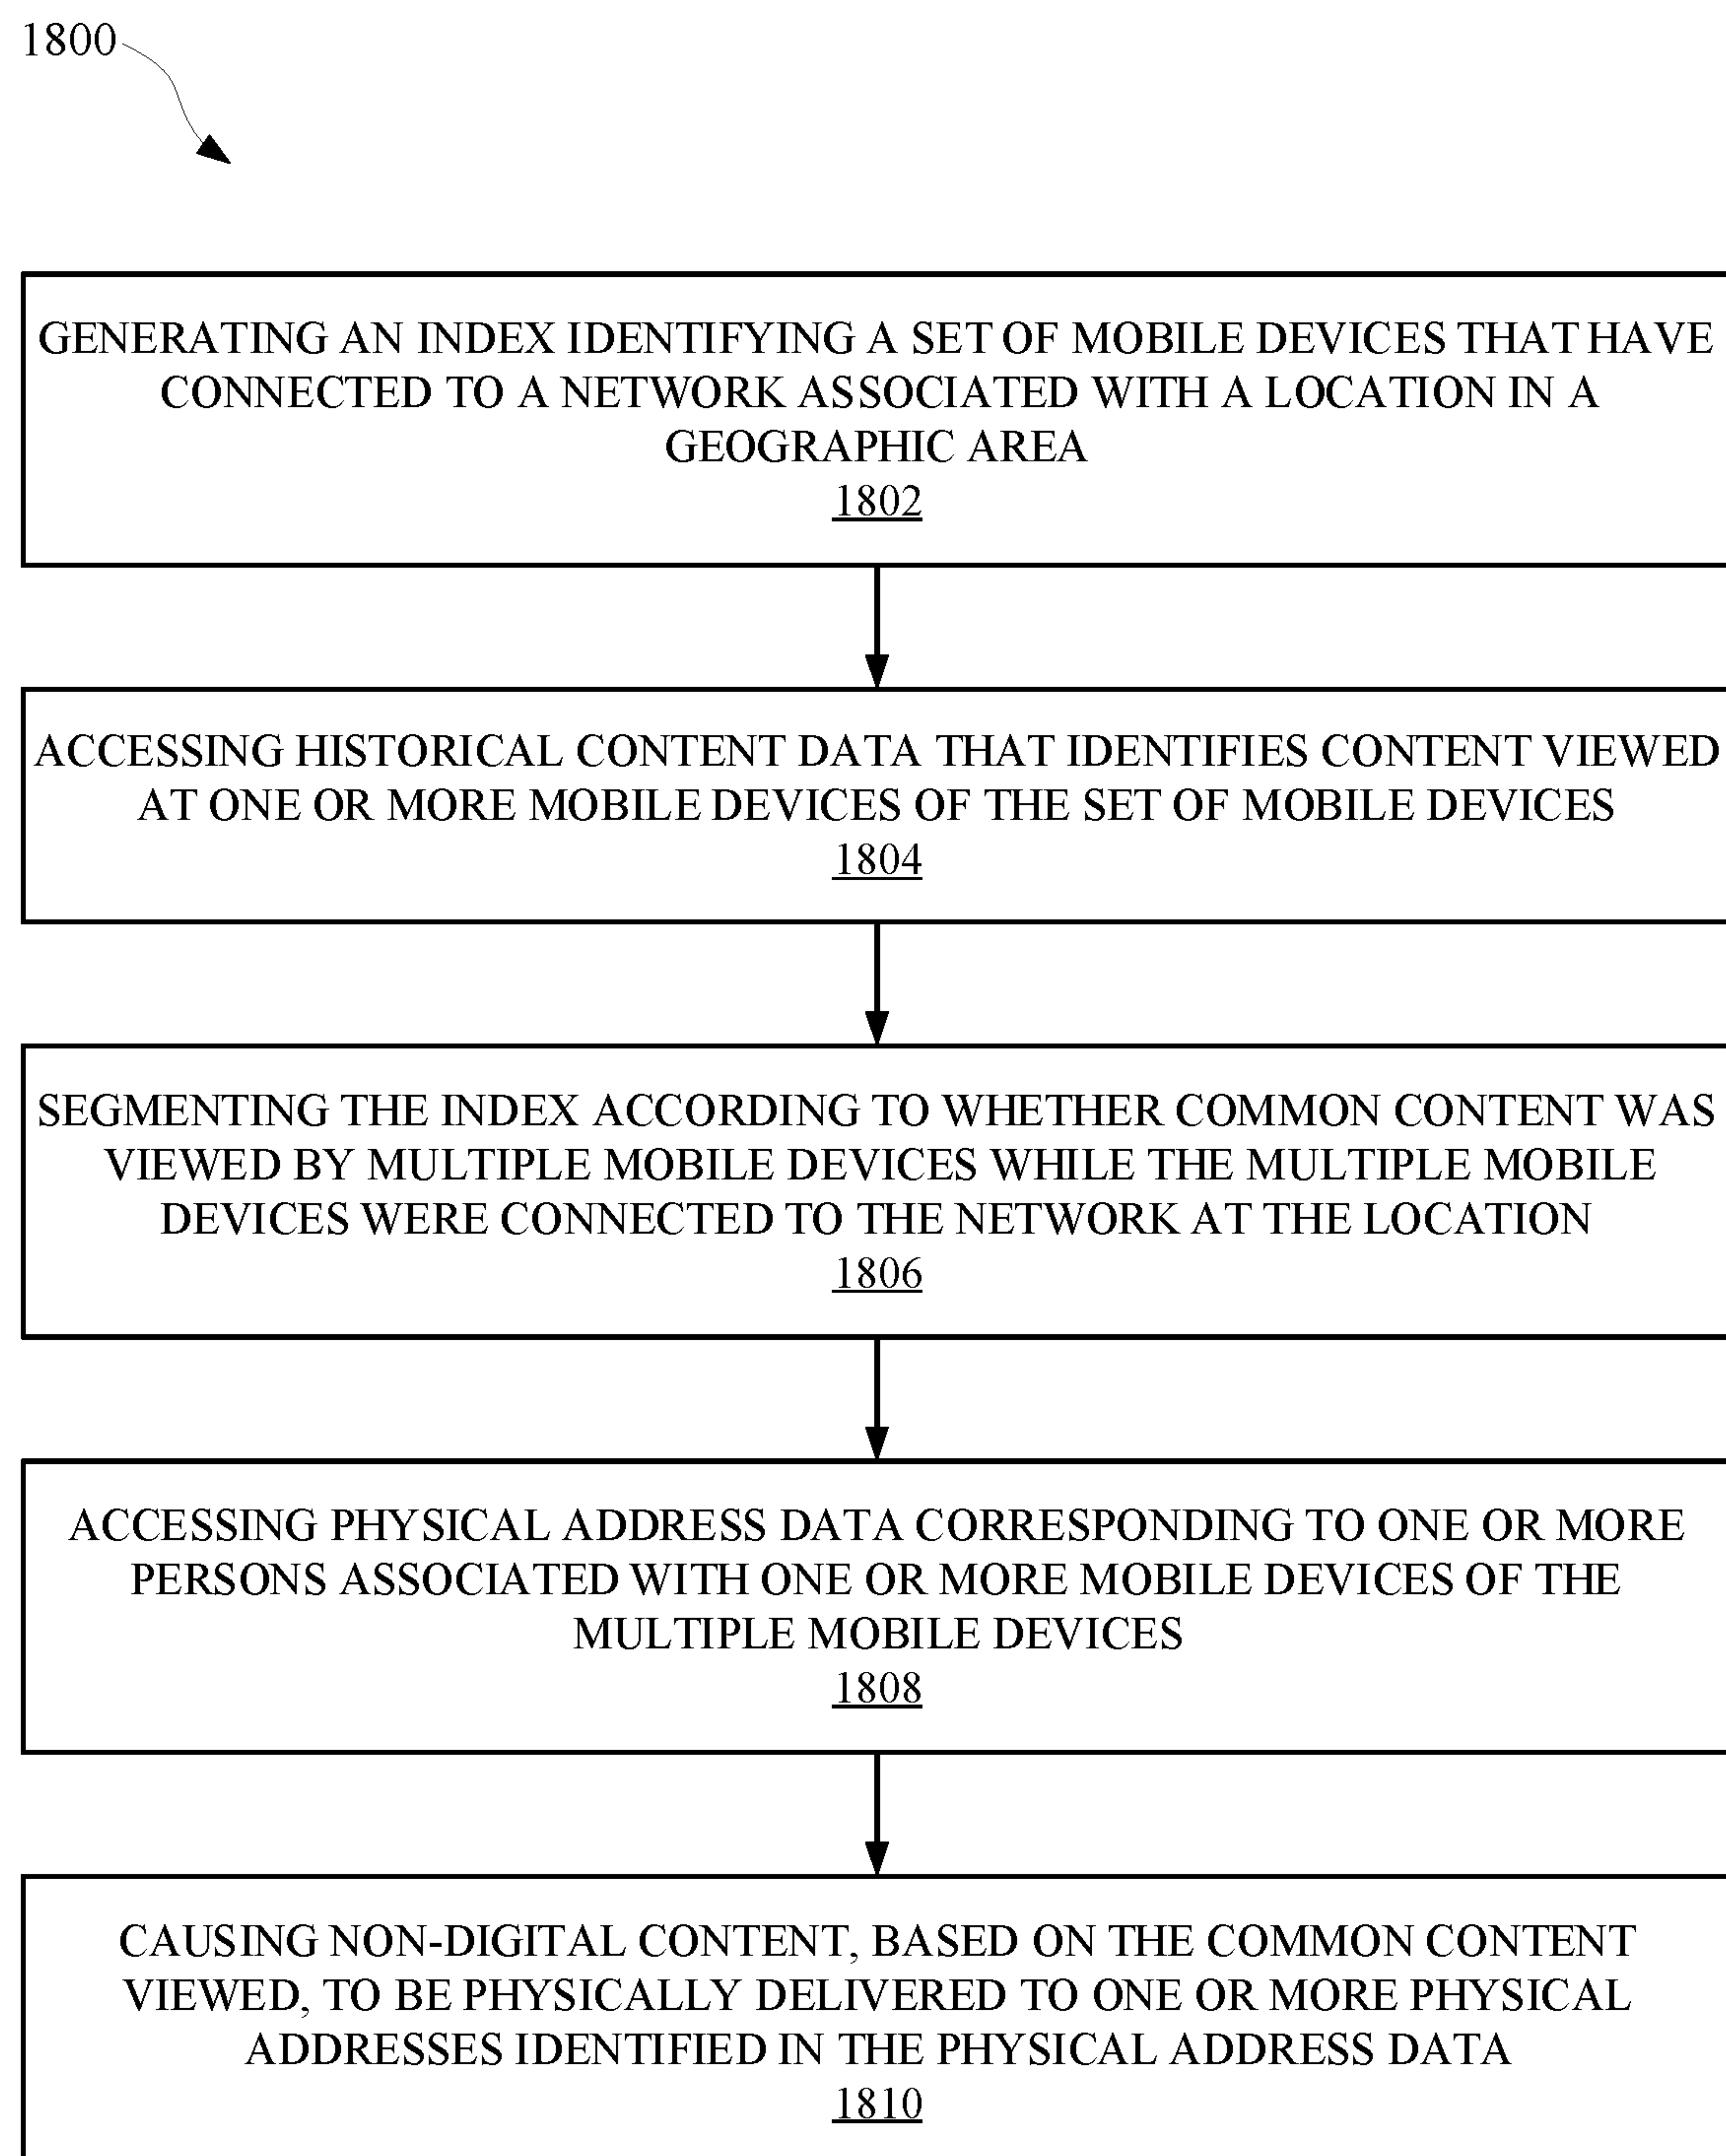 1800
GENERATING AN INDEX IDENTIFYING A SET OF MOBILE DEVICES THAT HAVE
CONNECTED TO A NETWORK ASSOCIATED WITH A LOCATION IN A
GEOGRAPHIC AREA
1802
ACCESSING HISTORICAL CONTENT DATA THAT IDENTIFIES CONTENT VIEWED
AT ONE OR MORE MOBILE DEVICES OF THE SET OF MOBILE DEVICES
1804
SEGMENTING THE INDEX ACCORDING TO WHETHER COMMON CONTENT WAS
VIEWED BY MULTIPLE MOBILE DEVICES WHILE THE MULTIPLE MOBILE
DEVICES WERE CONNECTED TO THE NETWORK AT THE LOCATION
1806
ACCESSING PHYSICAL ADDRESS DATA CORRESPONDING TO ONE OR MORE
PERSONS ASSOCIATED WITH ONE OR MORE MOBILE DEVICES OF THE
MULTIPLE MOBILE DEVICES
1808
CAUSING NON-DIGITAL CONTENT, BASED ON THE COMMON CONTENT
VIEWED, TO BE PHYSICALLY DELIVERED TO ONE OR MORE PHYSICAL
ADDRESSES IDENTIFIED IN THE PHYSICAL ADDRESS DATA
1810